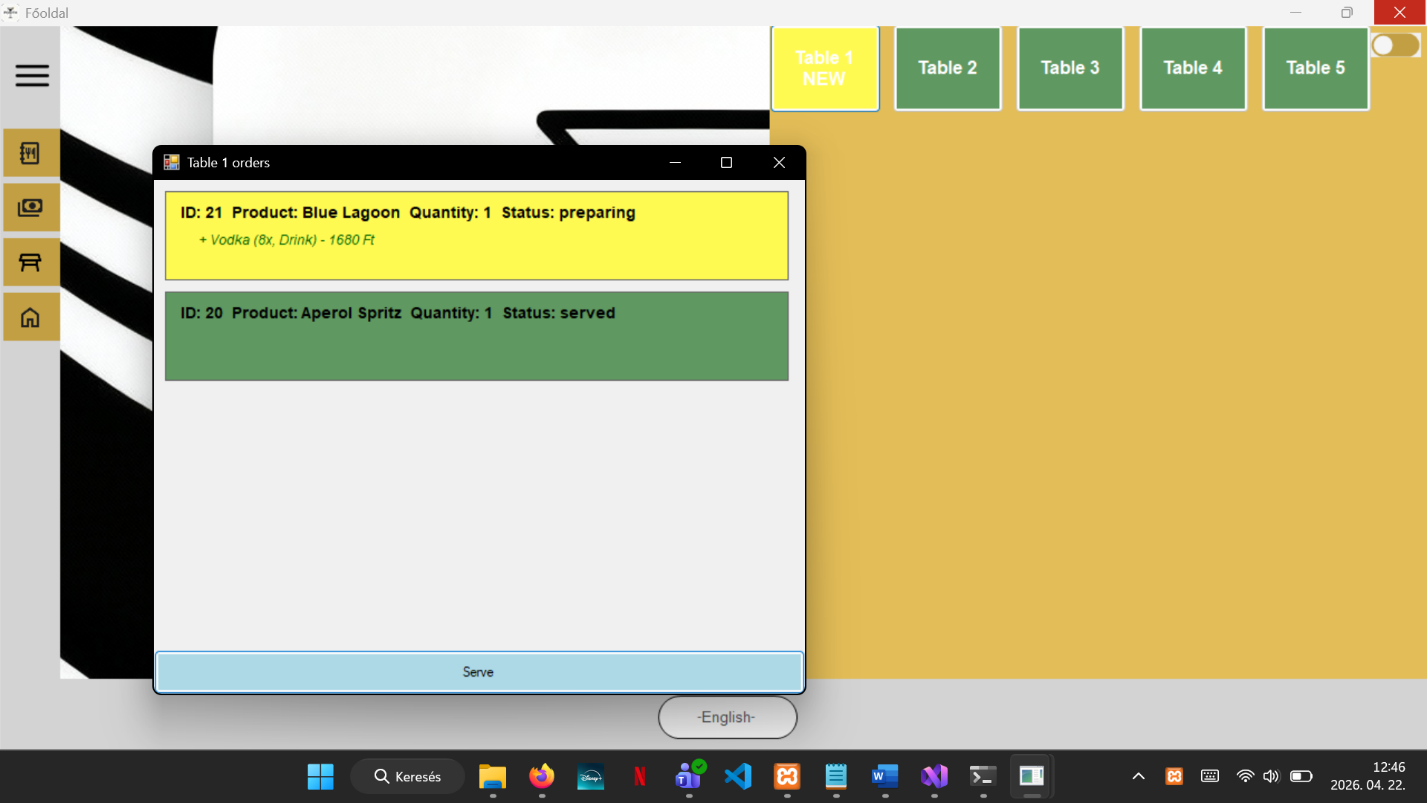 Főoldal
Table 1
NEW
Table 2
Table 3
Table 4
Table 5
Table 1 orders
ID: 21 Product: Blue Lagoon Quantity: 1 Status: preparing
+ Vodka (8x, Drink) - 1680 Ft
ID: 20 Product: Aperol Spritz Quantity: 1 Status: served
Serve
-English-
Keresés
12:46
2026. 04. 22.